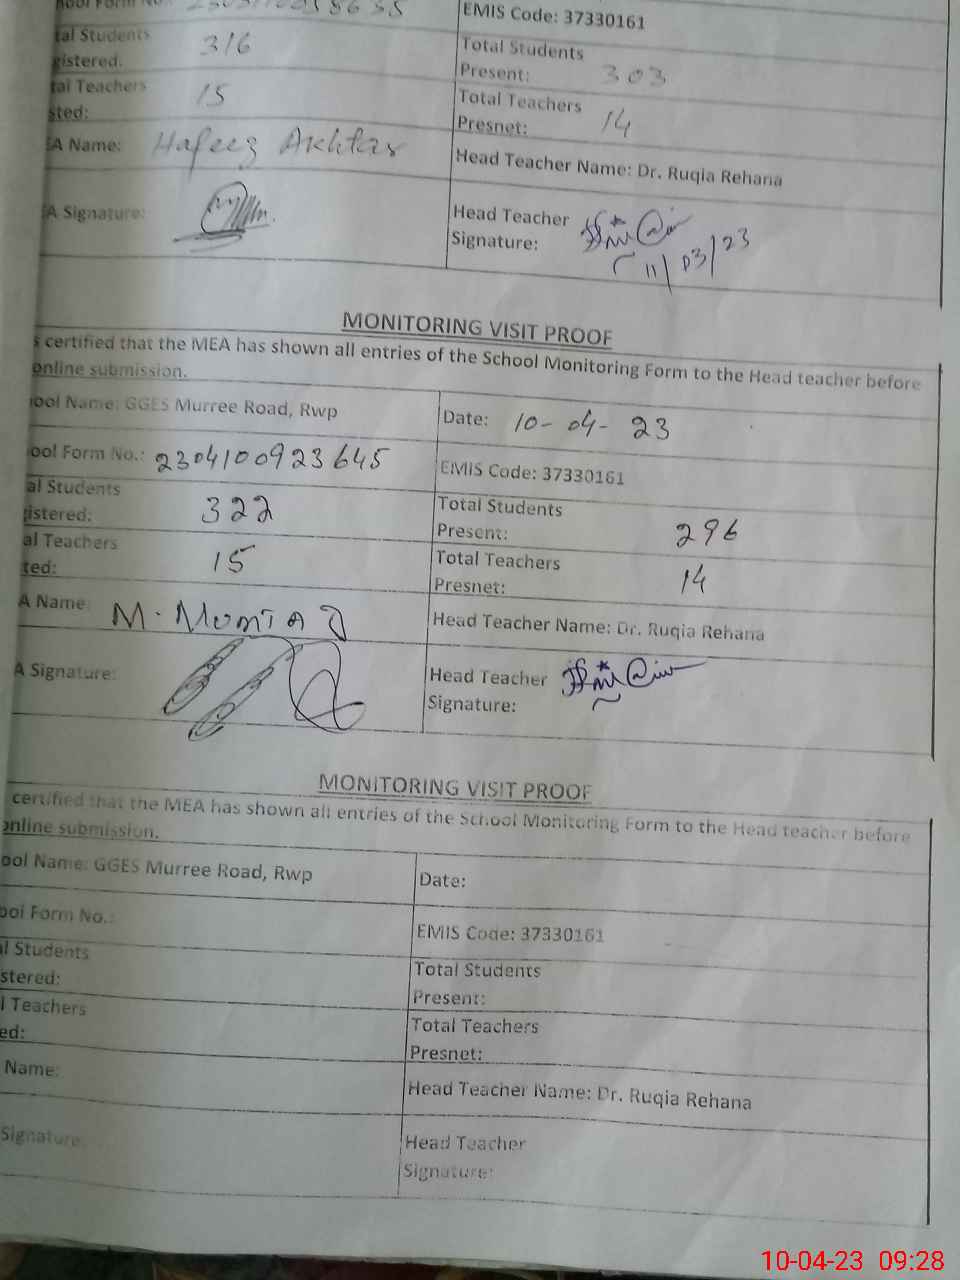 EMIS Code: 37330161
tal Students
gistered. 316
Total Students
Present: 303
tal Teachers
sted: 15
Total Teachers
Presnet: 14
A Name: Hafeez Akhtar
Head Teacher Name: Dr. Ruqia Rehana
A Signature:
Head Teacher
Signature:
11/03/23
MONITORING VISIT PROOF
s certified that the MEA has shown all entries of the School Monitoring Form to the Head teacher before
online submission.
ool Name: GGES Murree Road, Rwp
Date: 10-04-23
ool Form No.: 2304100923645
EMIS Code: 37330161
al Students
gistered: 322
Total Students
Present: 296
al Teachers
ted: 15
Total Teachers
Presnet: 14
A Name: M. Mumtaz
Head Teacher Name: Dr. Ruqia Rehana
A Signature:
Head Teacher
Signature:
MONITORING VISIT PROOF
certified that the MEA has shown all entries of the School Monitoring Form to the Head teacher before
online submission.
ool Name: GGES Murree Road, Rwp
Date:
ool Form No.:
EMIS Code: 37330161
al Students
stered:
Total Students
Present:
l Teachers
ed:
Total Teachers
Presnet:
Name:
Head Teacher Name: Dr. Ruqia Rehana
Signature:
Head Teacher
Signature:
10-04-23 09:28